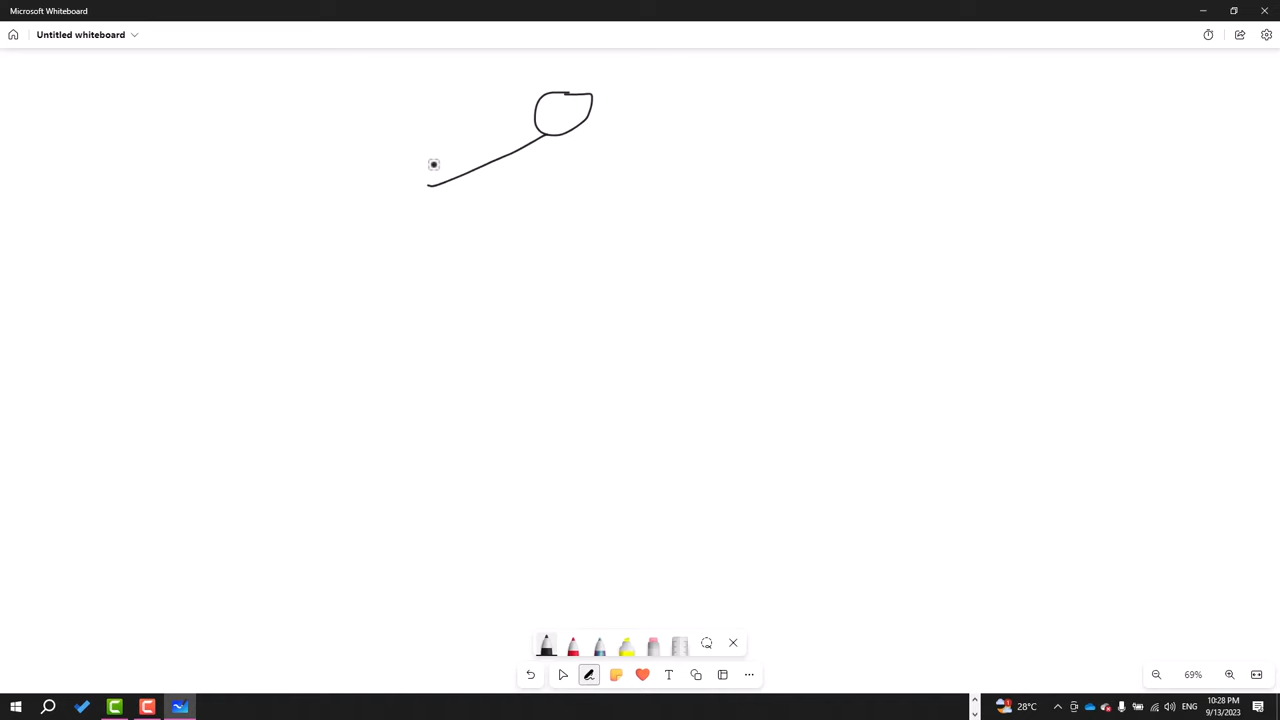 Microsoft Whiteboard
Untitled whiteboard
69%
28°C
ENG
10:28 PM
9/13/2023